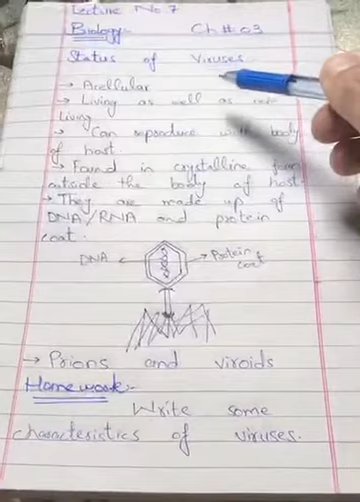 Lecture No 7
Biology:- Ch # 03
Status of Viruses.
→ Acellular
→ Living as well as non
Living
→ Can reproduce with body
of host.
→ Found in crystalline form
outside the body of host
→ They are made up of
DNA/RNA and protein
coat.
DNA Protein
coat
→ Prions and viroids
Homework:-
Write some
characteristics of viruses.